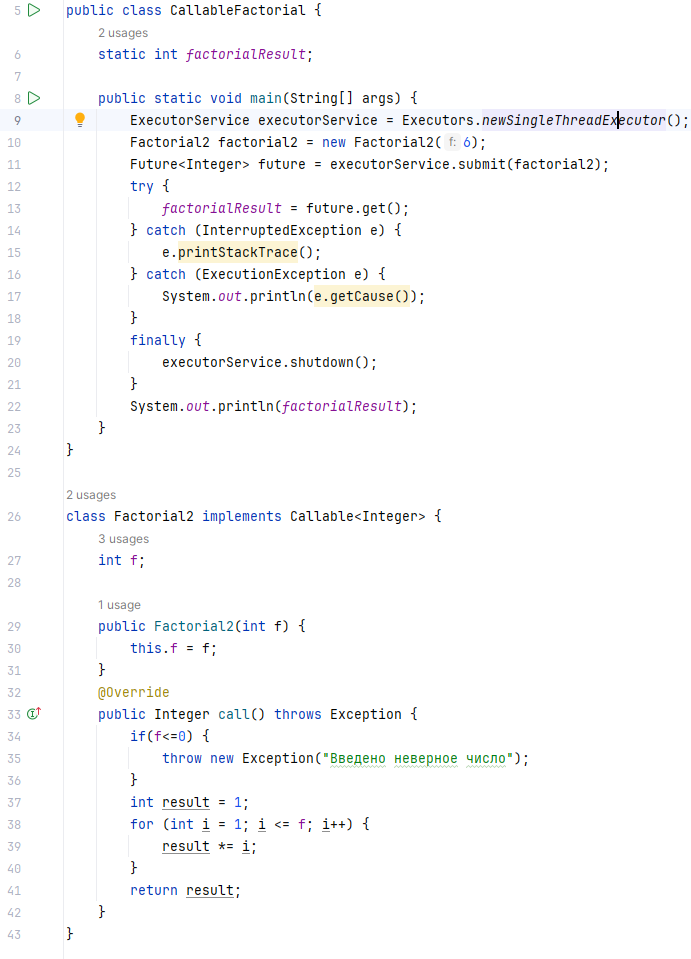 5 public class CallableFactorial {
2 usages
6 static int factorialResult;
7
8 public static void main(String[] args) {
9 ExecutorService executorService = Executors.newSingleThreadExecutor();
10 Factorial2 factorial2 = new Factorial2( f: 6);
11 Future<Integer> future = executorService.submit(factorial2);
12 try {
13 factorialResult = future.get();
14 } catch (InterruptedException e) {
15 e.printStackTrace();
16 } catch (ExecutionException e) {
17 System.out.println(e.getCause());
18 }
19 finally {
20 executorService.shutdown();
21 }
22 System.out.println(factorialResult);
23 }
24 }
25
2 usages
26 class Factorial2 implements Callable<Integer> {
3 usages
27 int f;
28
1 usage
29 public Factorial2(int f) {
30 this.f = f;
31 }
32 @Override
33 public Integer call() throws Exception {
34 if(f<=0) {
35 throw new Exception("Введено неверное число");
36 }
37 int result = 1;
38 for (int i = 1; i <= f; i++) {
39 result *= i;
40 }
41 return result;
42 }
43 }